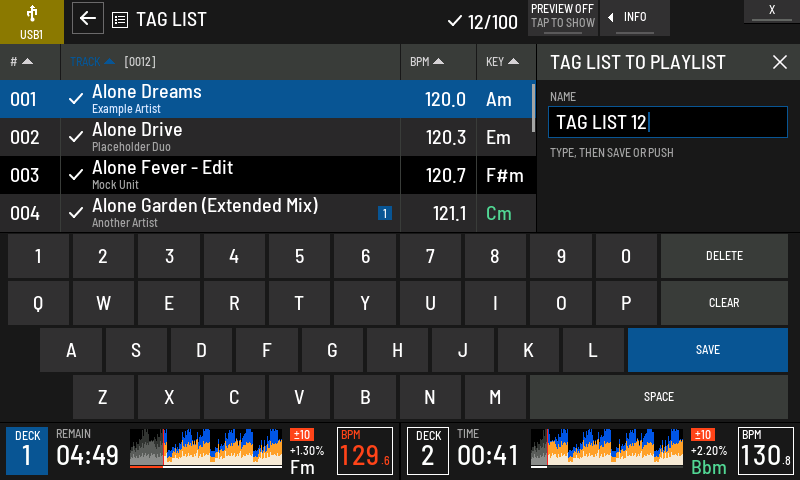 USB1
TAG LIST
12/100
PREVIEW OFF
TAP TO SHOW
INFO
X
#
TRACK
[0012]
BPM
KEY
TAG LIST TO PLAYLIST
001
Alone Dreams
Example Artist
120.0
Am
002
Alone Drive
Placeholder Duo
120.3
Em
003
Alone Fever - Edit
Mock Unit
120.7
F#m
004
Alone Garden (Extended Mix)
Another Artist
1
121.1
Cm
NAME
TAG LIST 12
TYPE, THEN SAVE OR PUSH
1 2 3 4 5 6 7 8 9 0 DELETE
Q W E R T Y U I O P CLEAR
A S D F G H J K L SAVE
Z X C V B N M SPACE
DECK
1
REMAIN
04:49
±10
+1.30%
Fm
BPM
129.6
DECK
2
TIME
00:41
±10
+2.20%
Bbm
BPM
130.8